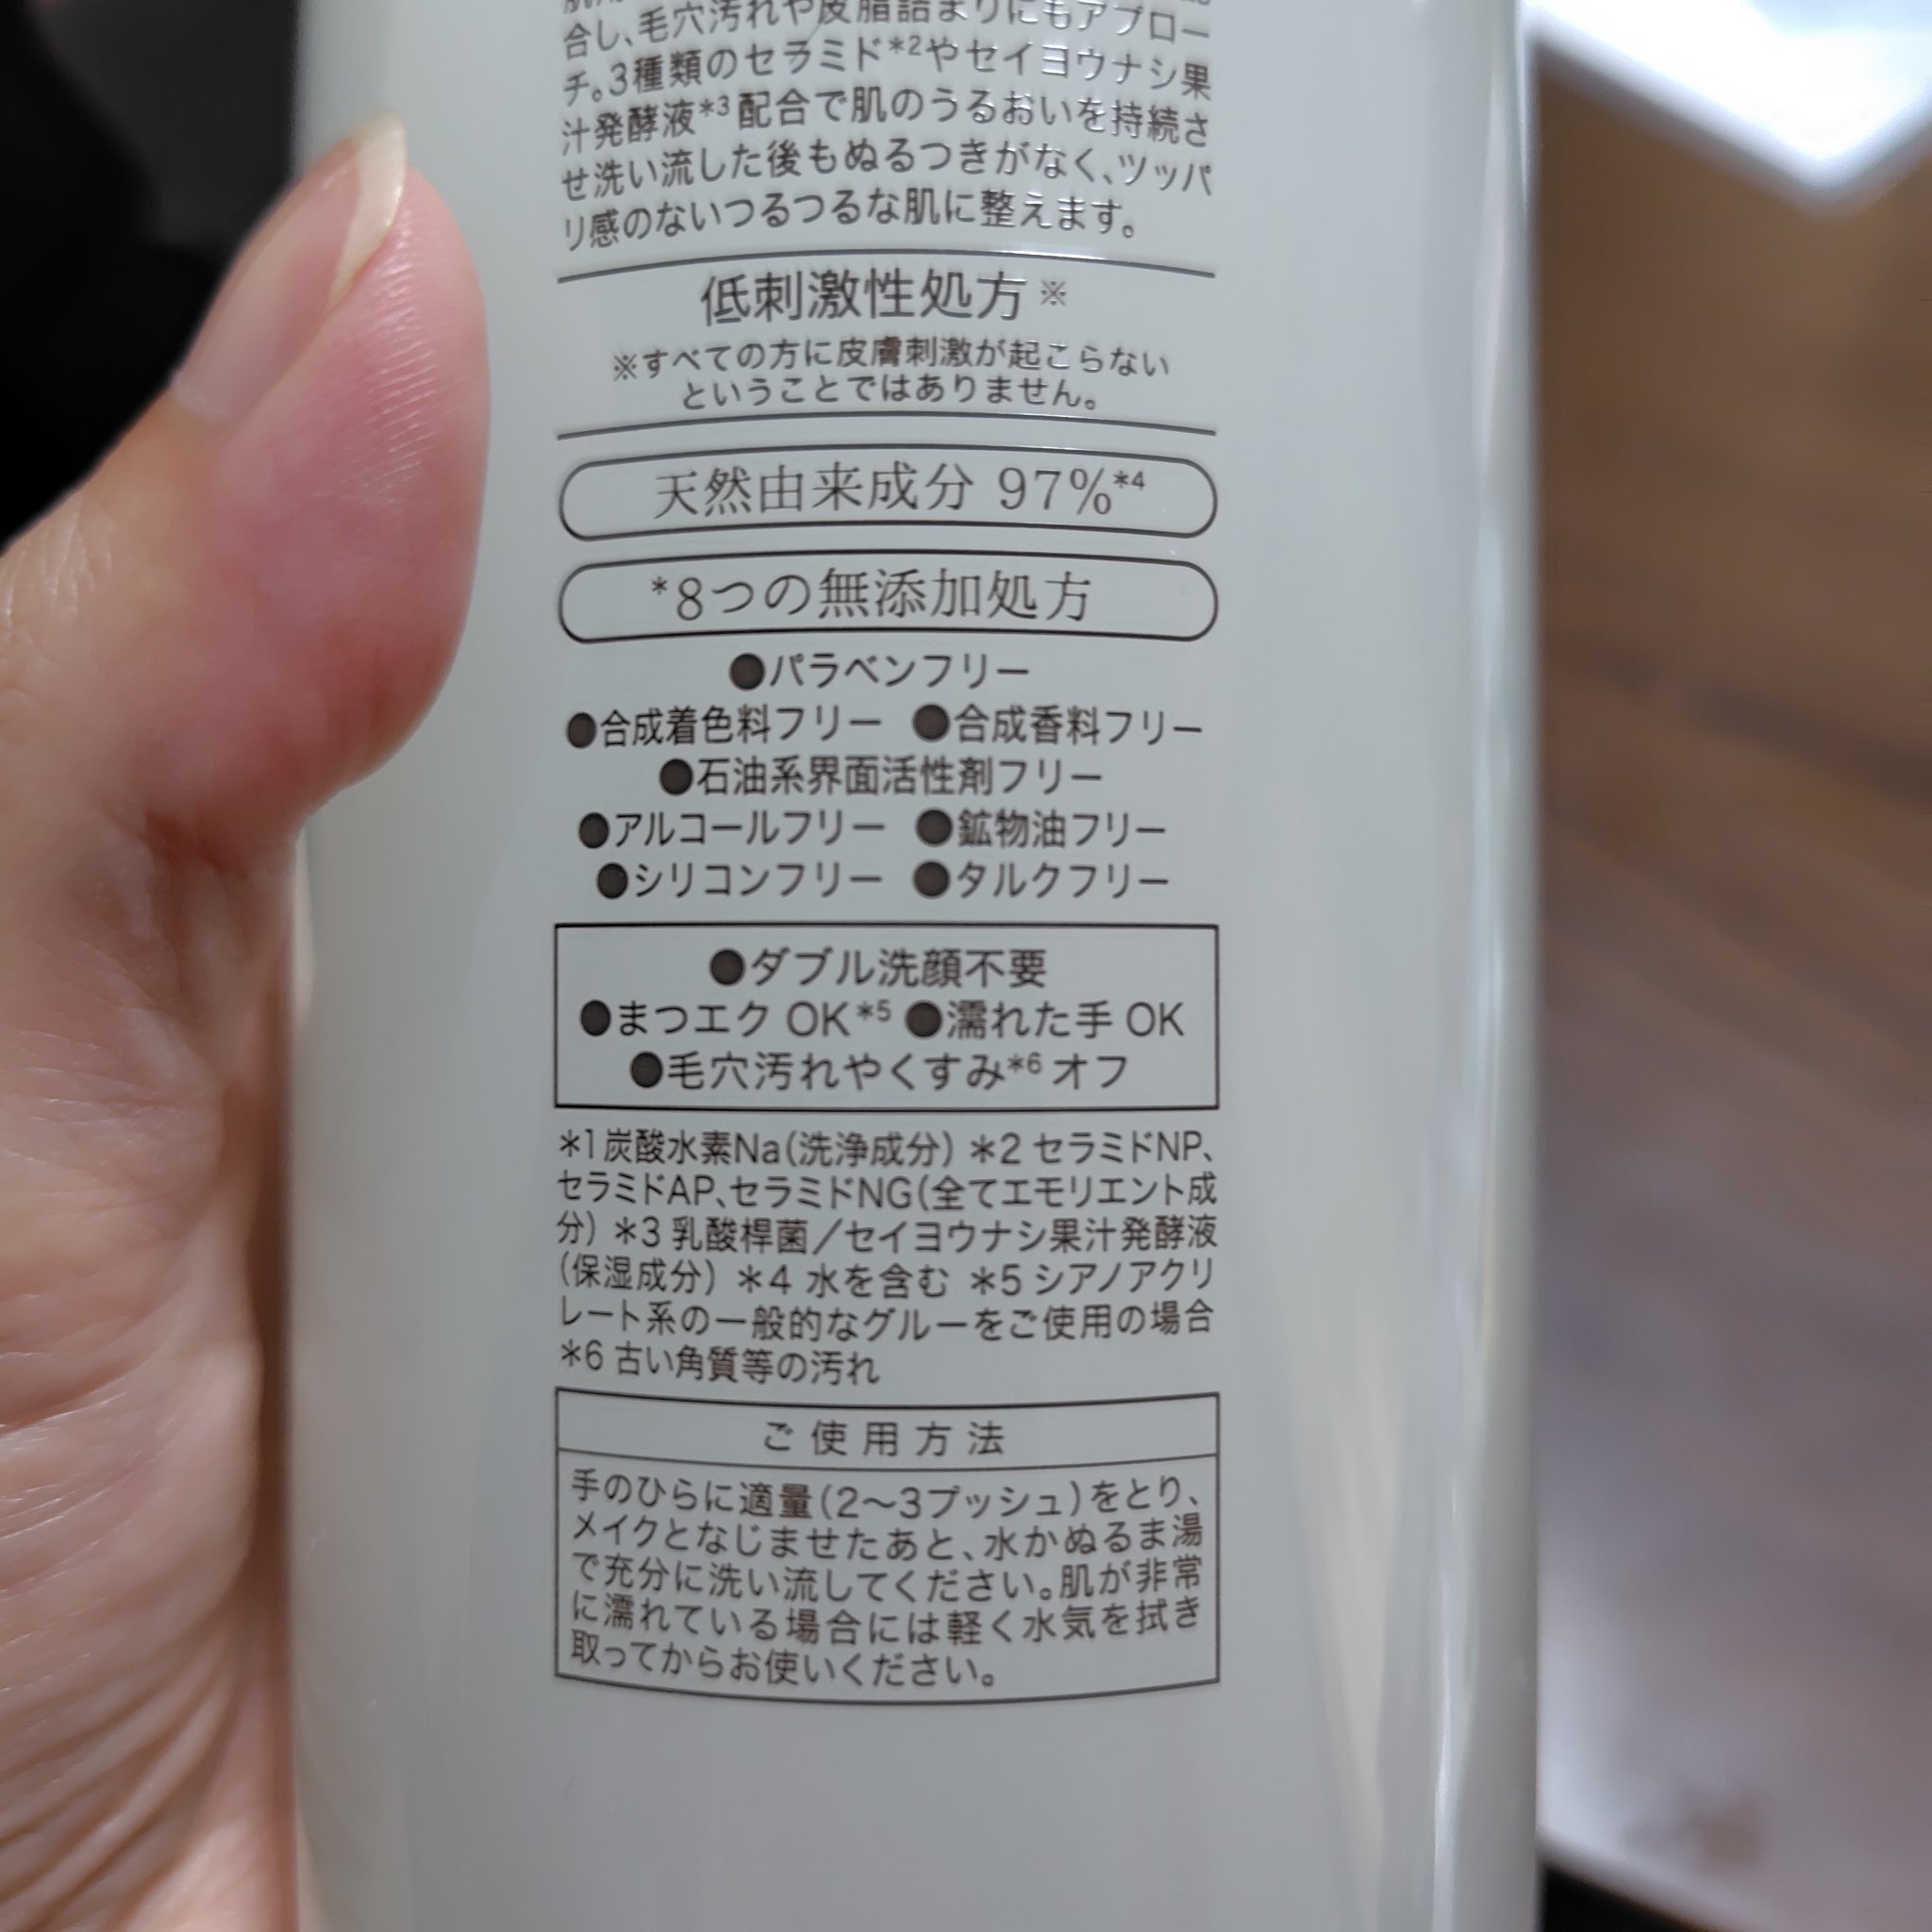 合し、毛穴汚れや皮脂詰まりにもアプロー
チ。3種類のセラミド*2やセイヨウナシ果
汁発酵液*3配合で肌のうるおいを持続さ
せ洗い流した後もぬるつきがなく、ツッパ
リ感のないつるつるな肌に整えます。
低刺激性処方※
※すべての方に皮膚刺激が起こらない
ということではありません。
天然由来成分 97%*4
*8つの無添加処方
●パラベンフリー
●合成着色料フリー ●合成香料フリー
●石油系界面活性剤フリー
●アルコールフリー ●鉱物油フリー
●シリコンフリー ●タルクフリー
●ダブル洗顔不要
●まつエク OK*5 ●濡れた手 OK
●毛穴汚れやくすみ*6 オフ
*1炭酸水素Na(洗浄成分) *2 セラミドNP、
セラミドAP、セラミドNG(全てエモリエント成
分) *3 乳酸桿菌/セイヨウナシ果汁発酵液
(保湿成分) *4 水を含む *5 シアノアクリ
レート系の一般的なグルーをご使用の場合
*6 古い角質等の汚れ
ご使用方法
手のひらに適量(2〜3プッシュ)をとり、
メイクとなじませたあと、水かぬるま湯
で充分に洗い流してください。肌が非常
に濡れている場合には軽く水気を拭き
取ってからお使いください。